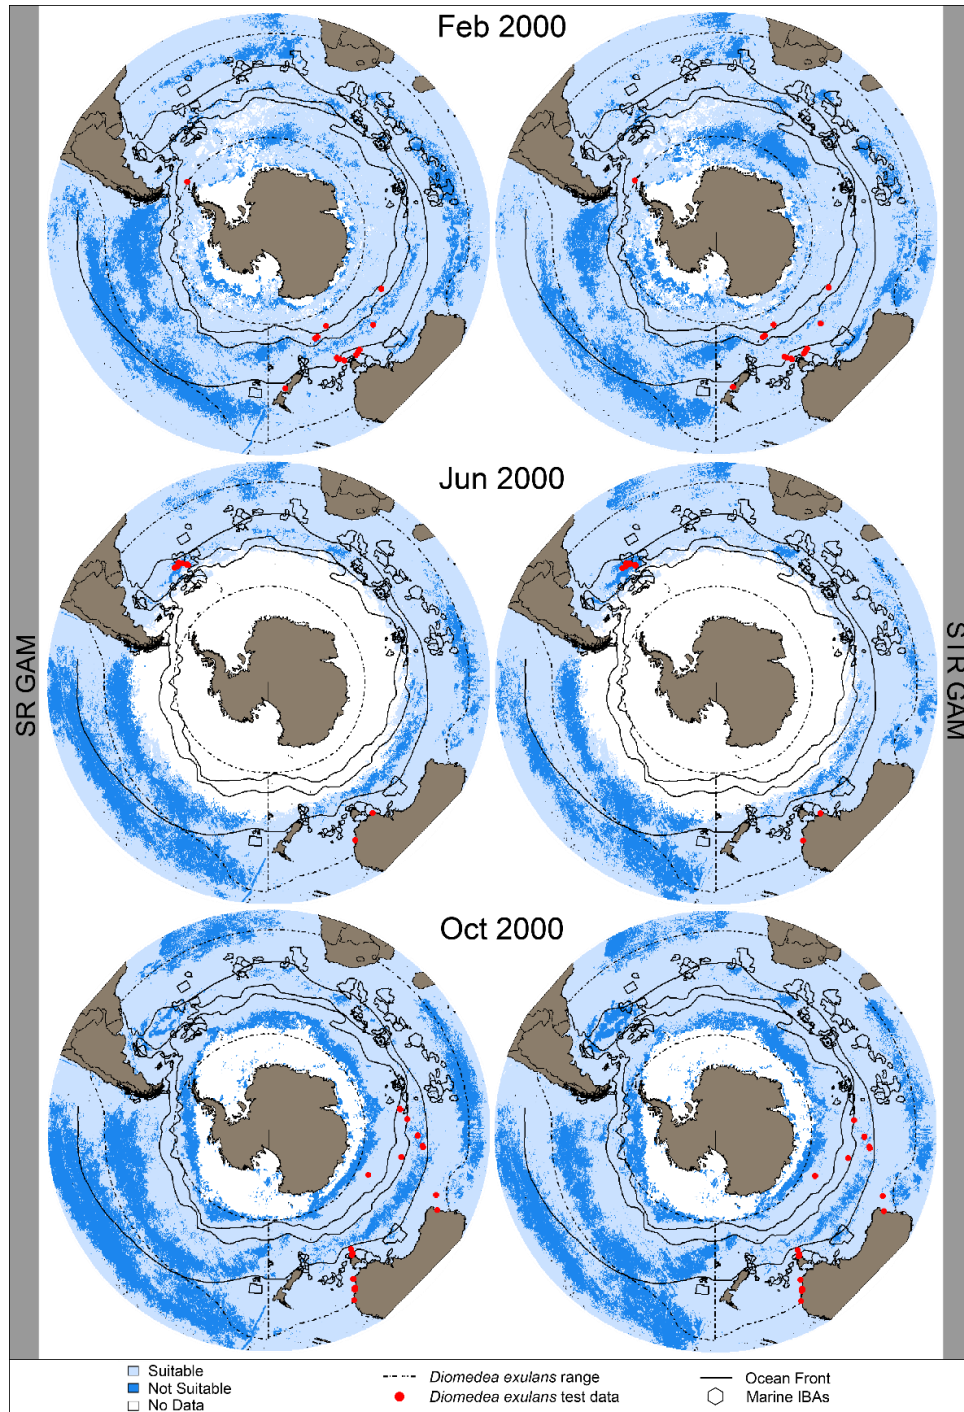 Feb 2000
Jun 2000
SR GAM
STR GAM
Oct 2000
Suitable
Not Suitable
No Data
Diomedea exulans range
Diomedea exulans test data
Ocean Front
Marine IBAs